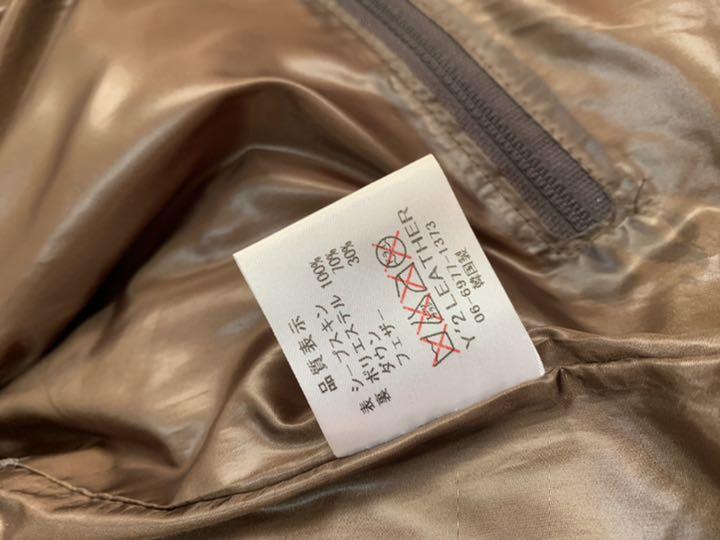 品質表示
表 シープスキン 100%
裏 ポリエステル
ダウン 70%
フェザー 30%
Y'2 LEATHER
06-6977-1373
韓国製